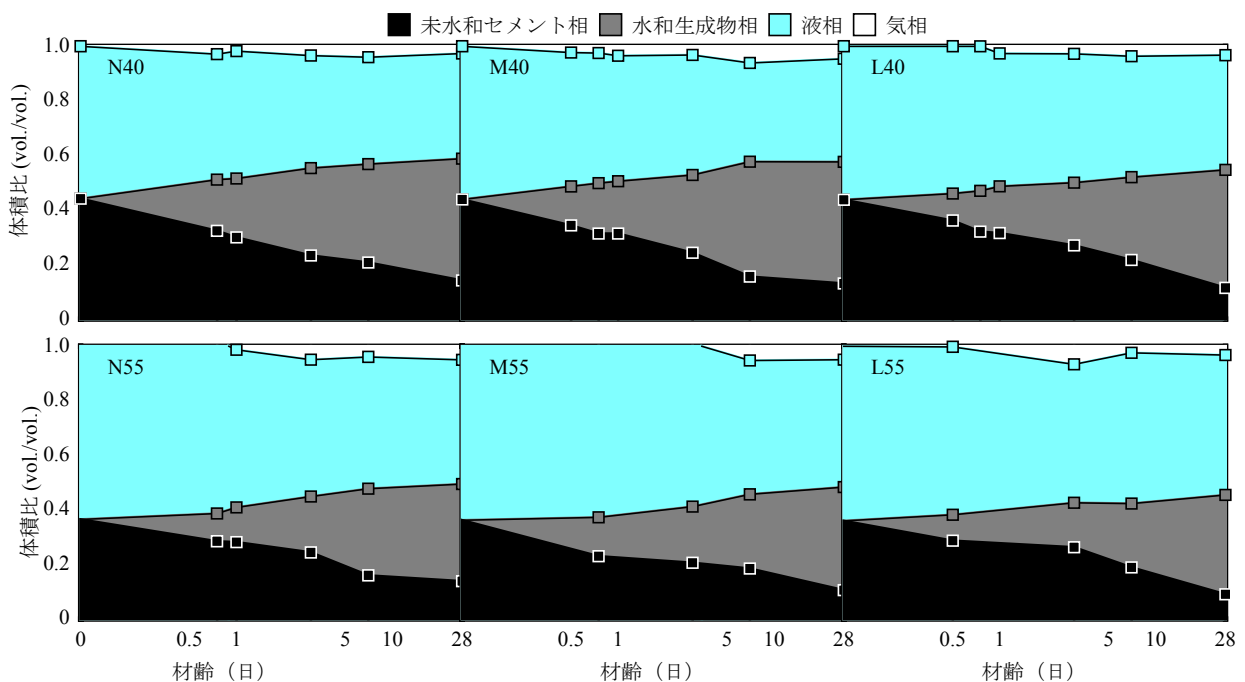 未水和セメント相 水和生成物相 液相 気相
体積比 (vol./vol.)
1.0
0.8
0.6
0.4
0.2
0
N40
M40
L40
体積比 (vol./vol.)
1.0
0.8
0.6
0.4
0.2
0
N55
M55
L55
0 0.5 1 5 10 28 0.5 1 5 10 28 0.5 1 5 10 28
材齢（日） 材齢（日） 材齢（日）